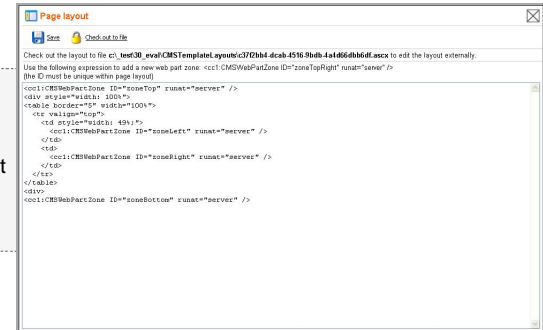 Page layout
Save Check out to file
Check out the layout to file c:\_test\30_eval\CMSTemplateLayouts\c37f2bb4-dcab-4516-9bdb-4a4d66dbb6df.ascx to edit the layout externally.
Use the following expression to add a new web part zone: <cc1:CMSWebPartZone ID="zoneTopRight" runat="server" />
(the ID must be unique within page layout)
<cc1:CMSWebPartZone ID="zoneTop" runat="server" />
<div style="width: 100%">
<table border="5" width="100%">
<tr valign="top">
<td style="width: 49%;">
<cc1:CMSWebPartZone ID="zoneLeft" runat="server" />
</td>
<td>
<cc1:CMSWebPartZone ID="zoneRight" runat="server" />
</td>
</tr>
</table>
<div>
<cc1:CMSWebPartZone ID="zoneBottom" runat="server" />
t